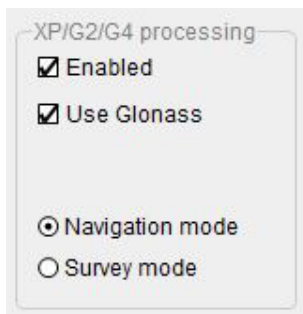 XP/G2/G4 processing
Enabled
Use Glonass
Navigation mode
Survey mode